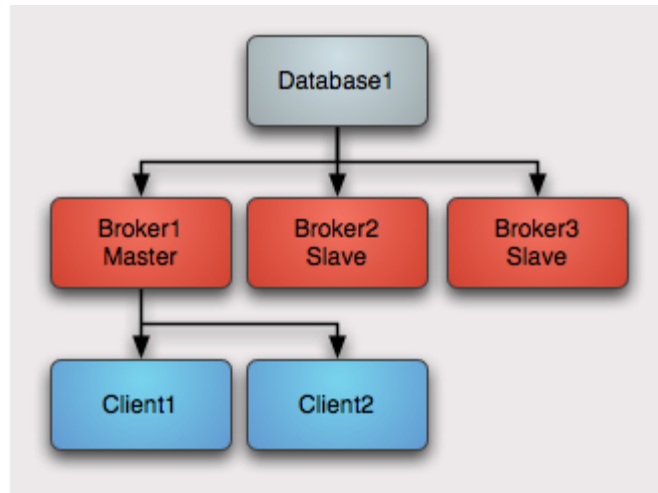 Database1
Broker1
Master
Broker2
Slave
Broker3
Slave
Client1
Client2